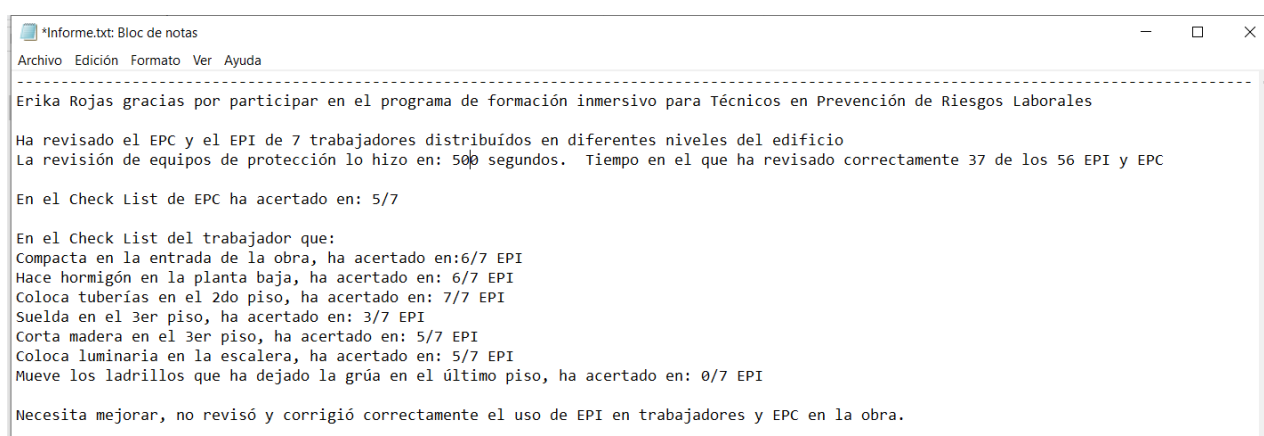 *Informe.txt: Bloc de notas
Archivo Edición Formato Ver Ayuda
Erika Rojas gracias por participar en el programa de formación inmersivo para Técnicos en Prevención de Riesgos Laborales
Ha revisado el EPC y el EPI de 7 trabajadores distribuídos en diferentes niveles del edificio
La revisión de equipos de protección lo hizo en: 500 segundos. Tiempo en el que ha revisado correctamente 37 de los 56 EPI y EPC
En el Check List de EPC ha acertado en: 5/7
En el Check List del trabajador que:
Compacta en la entrada de la obra, ha acertado en:6/7 EPI
Hace hormigón en la planta baja, ha acertado en: 6/7 EPI
Coloca tuberías en el 2do piso, ha acertado en: 7/7 EPI
Suelda en el 3er piso, ha acertado en: 3/7 EPI
Corta madera en el 3er piso, ha acertado en: 5/7 EPI
Coloca luminaria en la escalera, ha acertado en: 5/7 EPI
Mueve los ladrillos que ha dejado la grúa en el último piso, ha acertado en: 0/7 EPI
Necesita mejorar, no revisó y corrigió correctamente el uso de EPI en trabajadores y EPC en la obra.